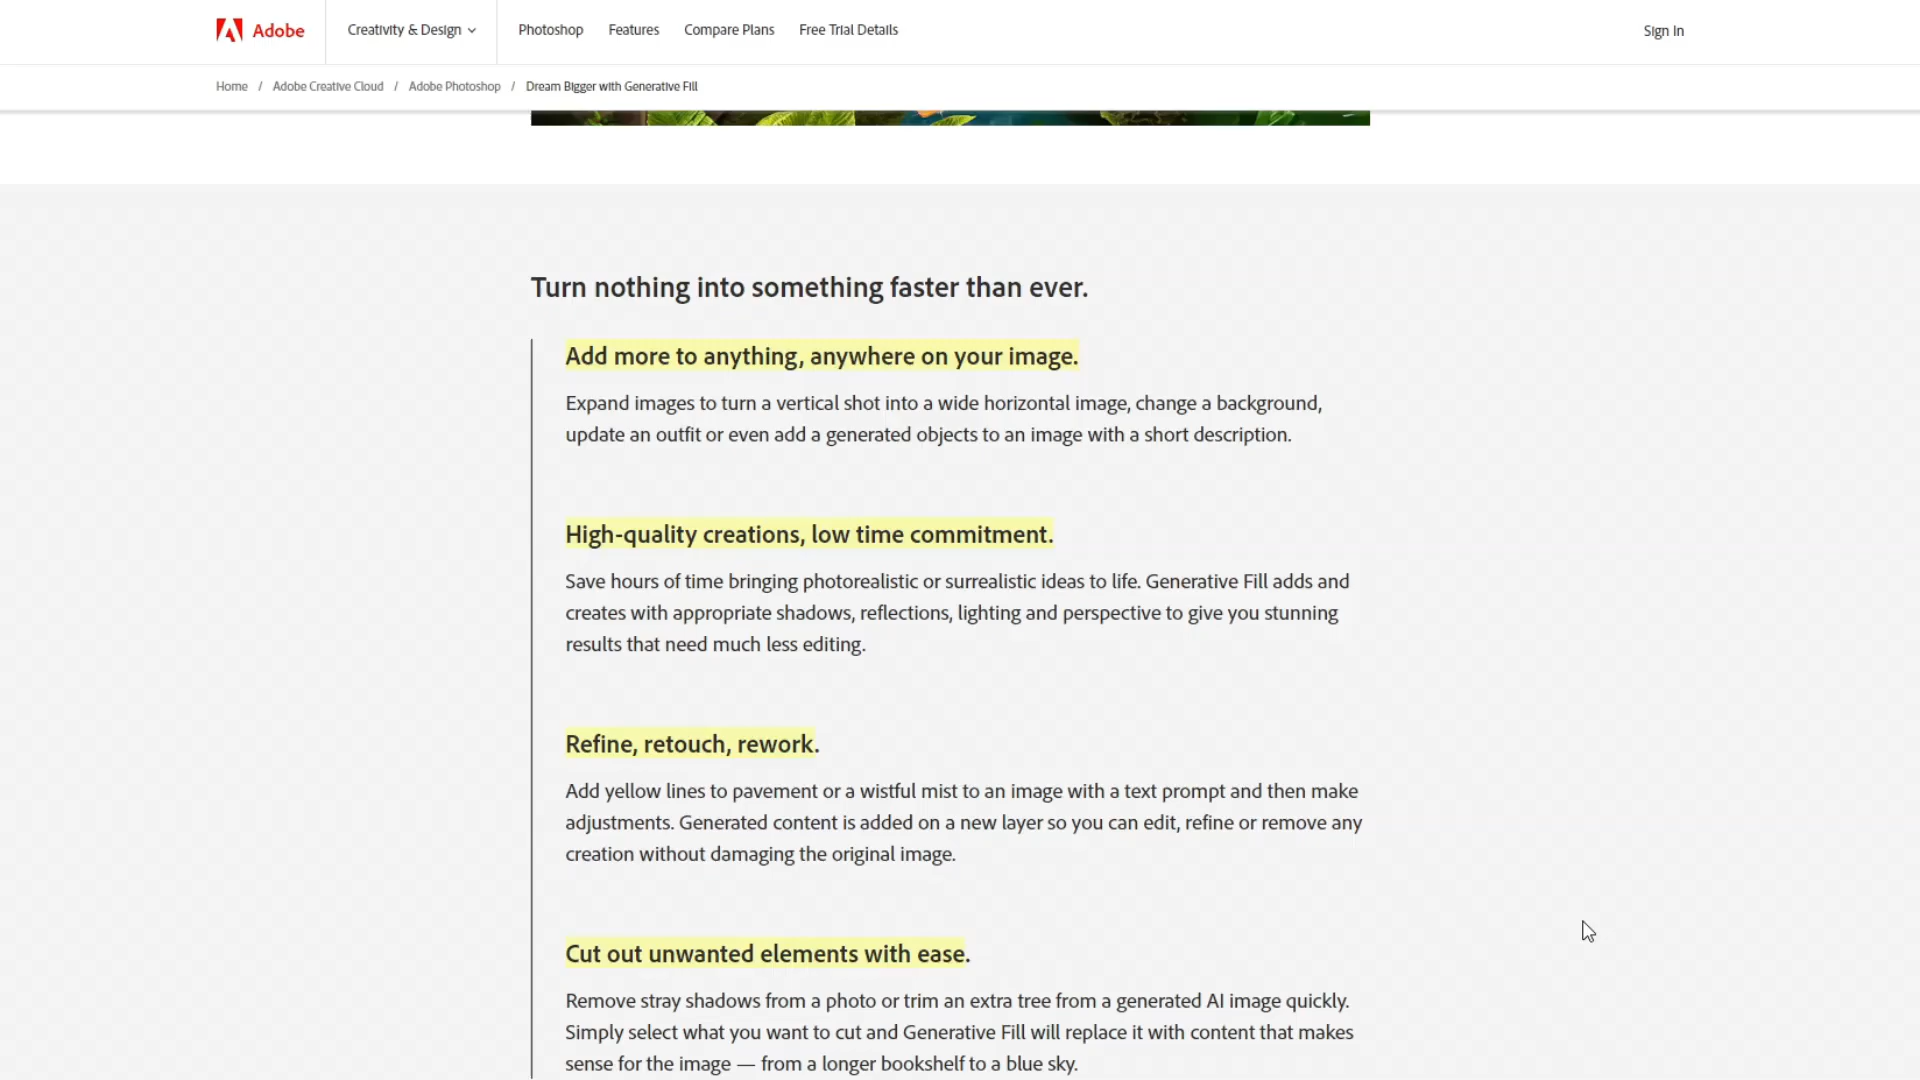 Adobe
Creativity & Design
Photoshop
Features
Compare Plans
Free Trial Details
Sign In
Home / Adobe Creative Cloud / Adobe Photoshop / Dream Bigger with Generative Fill
Turn nothing into something faster than ever.
Add more to anything, anywhere on your image.
Expand images to turn a vertical shot into a wide horizontal image, change a background,
update an outfit or even add a generated objects to an image with a short description.
High-quality creations, low time commitment.
Save hours of time bringing photorealistic or surrealistic ideas to life. Generative Fill adds and
creates with appropriate shadows, reflections, lighting and perspective to give you stunning
results that need much less editing.
Refine, retouch, rework.
Add yellow lines to pavement or a wistful mist to an image with a text prompt and then make
adjustments. Generated content is added on a new layer so you can edit, refine or remove any
creation without damaging the original image.
Cut out unwanted elements with ease.
Remove stray shadows from a photo or trim an extra tree from a generated AI image quickly.
Simply select what you want to cut and Generative Fill will replace it with content that makes
sense for the image — from a longer bookshelf to a blue sky.